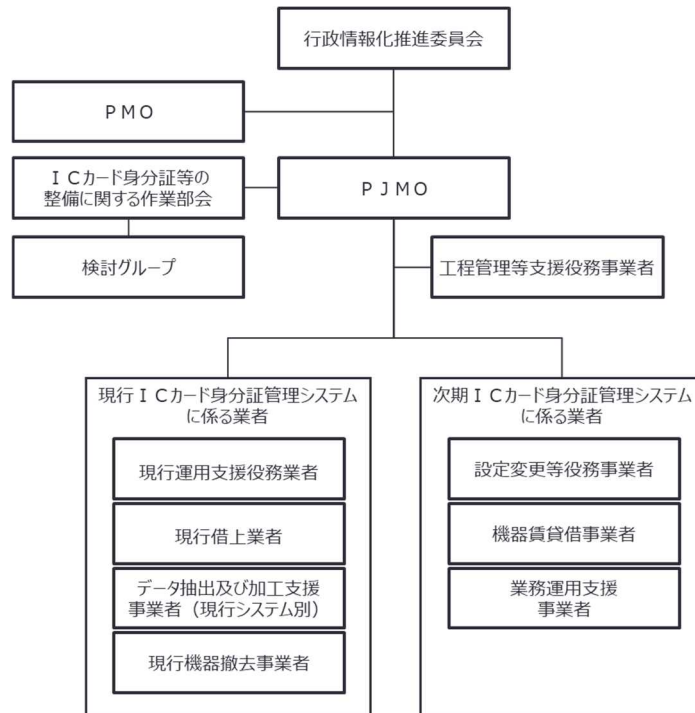 行政情報化推進委員会
ＰＭＯ
ＩＣカード身分証等の
整備に関する作業部会
ＰＪＭＯ
検討グループ
工程管理等支援役務事業者
現行ＩＣカード身分証管理システム
に係る業者
現行運用支援役務業者
現行借上業者
データ抽出及び加工支援
事業者（現行システム別）
現行機器撤去事業者
次期ＩＣカード身分証管理システム
に係る業者
設定変更等役務事業者
機器賃貸借事業者
業務運用支援
事業者